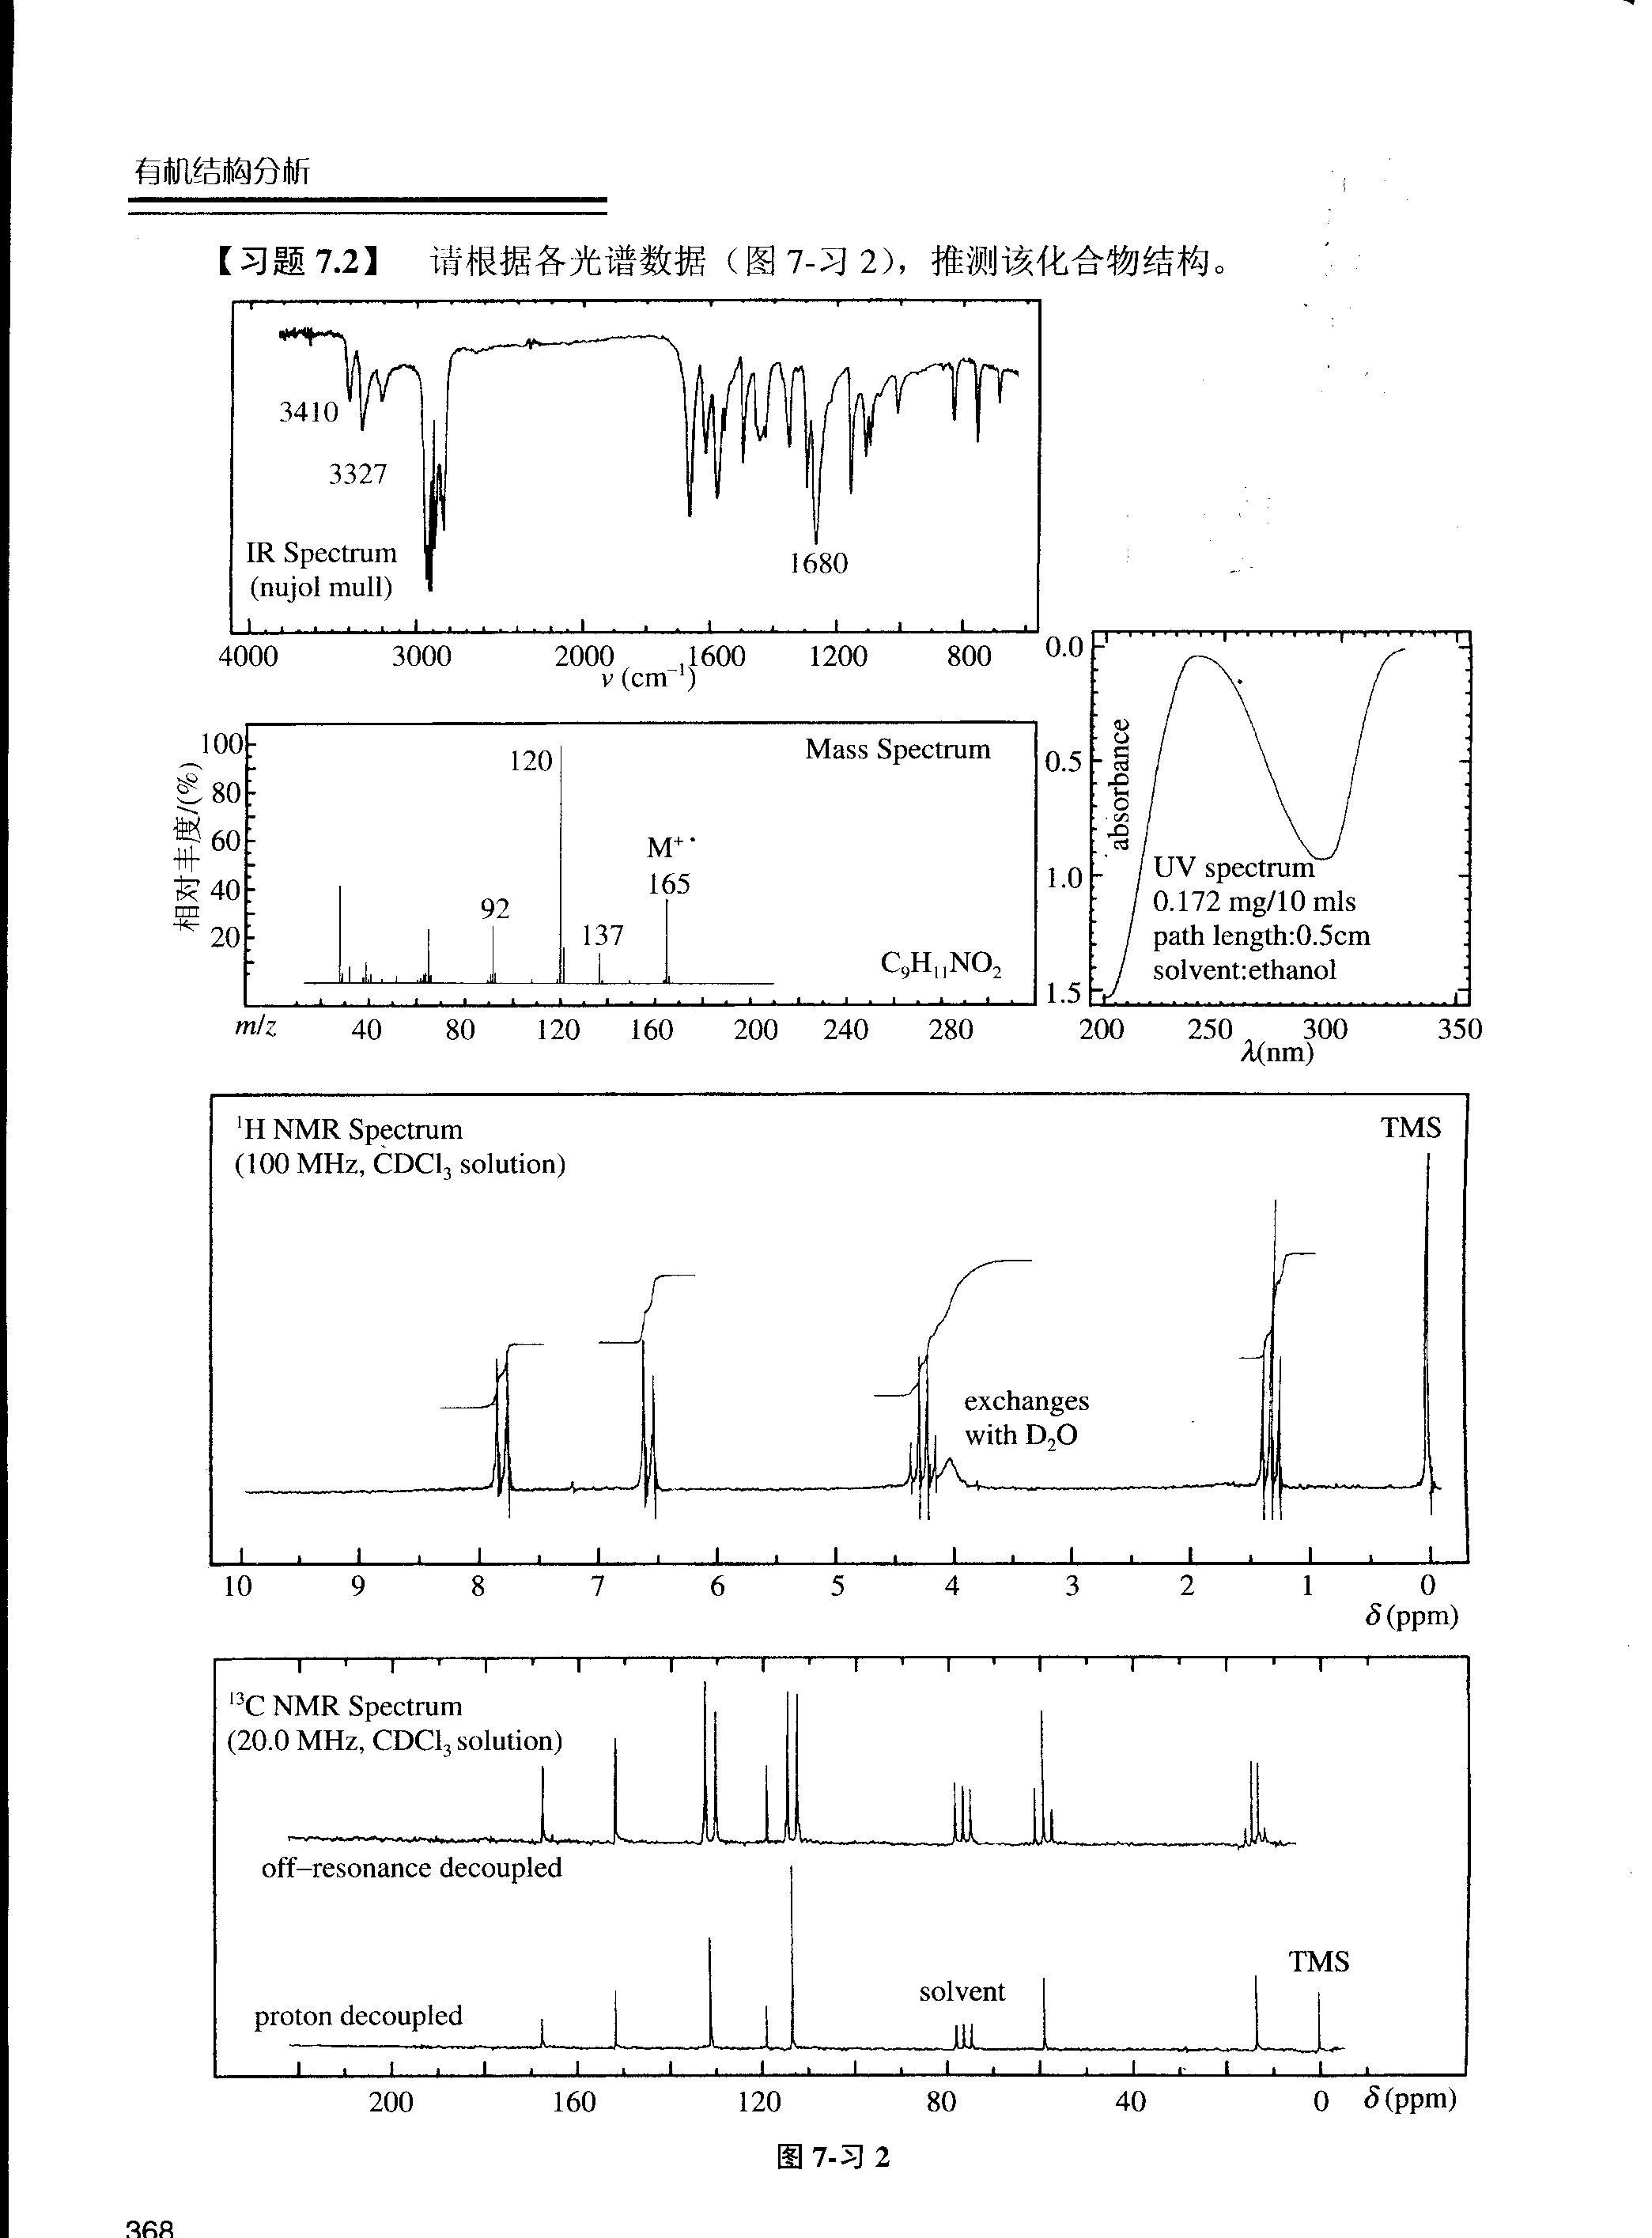 有机结构分析
【习题 7.2】 请根据各光谱数据（图 7-习 2），推测该化合物结构。
3410
3327
IR Spectrum
(nujol mull)
1680
4000 3000 2000 1600 1200 800
ν (cm⁻¹)
相对丰度/(%)
100
80
60
40
20
120
Mass Spectrum
M⁺·
165
92
137
C₉H₁₁NO₂
m/z 40 80 120 160 200 240 280
0.0
0.5
1.0
1.5
absorbance
UV spectrum
0.172 mg/10 mls
path length:0.5cm
solvent:ethanol
200 250 300 350
λ(nm)
¹H NMR Spectrum
(100 MHz, CDCl₃ solution)
TMS
exchanges
with D₂O
10 9 8 7 6 5 4 3 2 1 0
δ (ppm)
¹³C NMR Spectrum
(20.0 MHz, CDCl₃ solution)
off–resonance decoupled
TMS
solvent
proton decoupled
200 160 120 80 40 0 δ (ppm)
图 7-习 2
368